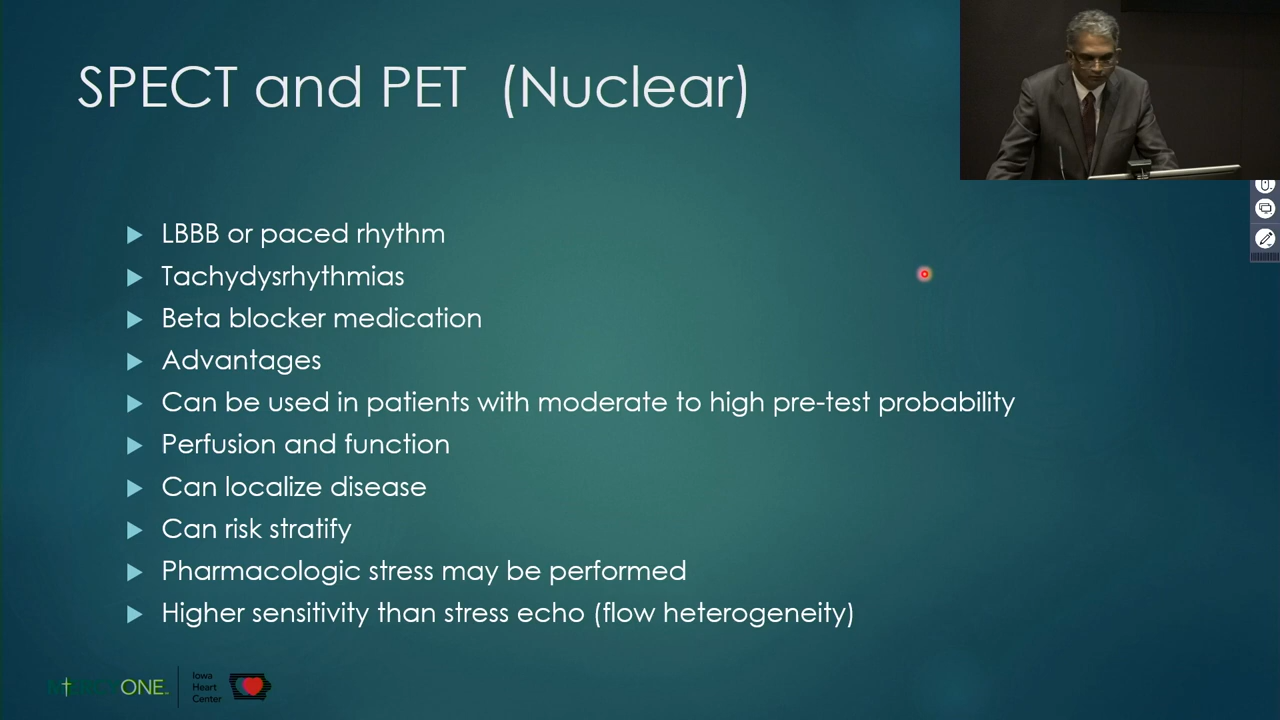 SPECT and PET (Nuclear)
LBBB or paced rhythm
Tachydysrhythmias
Beta blocker medication
Advantages
Can be used in patients with moderate to high pre-test probability
Perfusion and function
Can localize disease
Can risk stratify
Pharmacologic stress may be performed
Higher sensitivity than stress echo (flow heterogeneity)
MERCYONE
Iowa
Heart
Center